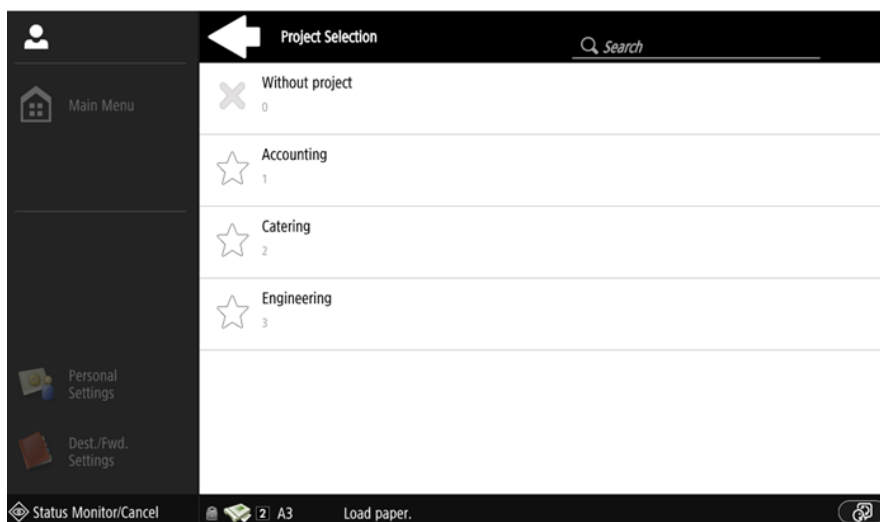 Project Selection
Search
Main Menu
Without project
0
Accounting
1
Catering
2
Engineering
3
Personal
Settings
Dest./Fwd.
Settings
Status Monitor/Cancel
2 A3 Load paper.